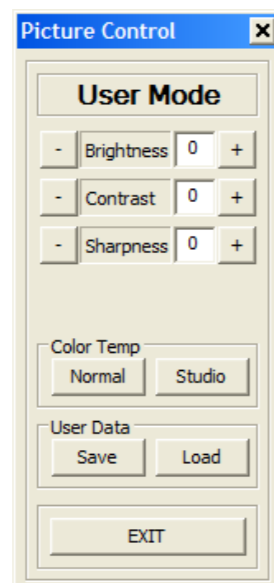 Picture Control
User Mode
- Brightness 0 +
- Contrast 0 +
- Sharpness 0 +
Color Temp
Normal Studio
User Data
Save Load
EXIT